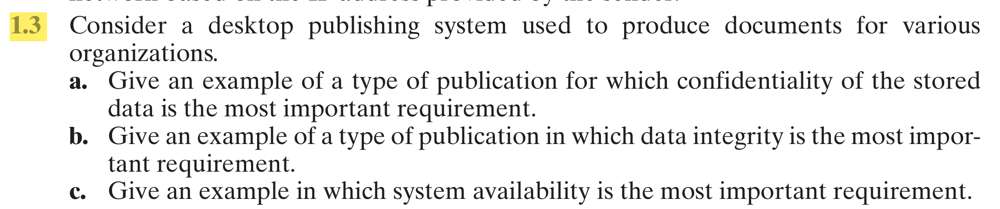 1.3 Consider a desktop publishing system used to produce documents for various
organizations.
a. Give an example of a type of publication for which confidentiality of the stored
data is the most important requirement.
b. Give an example of a type of publication in which data integrity is the most impor-
tant requirement.
c. Give an example in which system availability is the most important requirement.